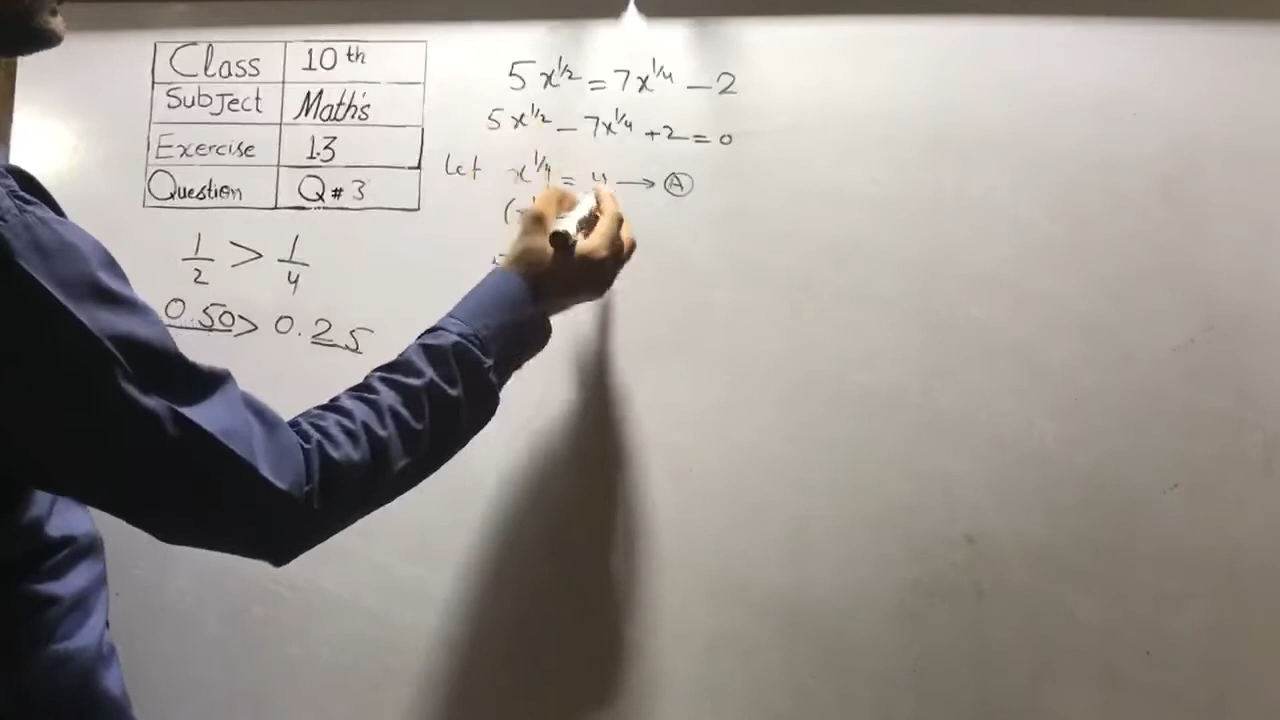 Class 10th
Subject Maths
Exercise 1.3
Question Q#3
1/2 > 1/4
0.50 > 0.25
5x^1/2 = 7x^1/4 - 2
5x^1/2 - 7x^1/4 + 2 = 0
Let x^1/4 = y → A